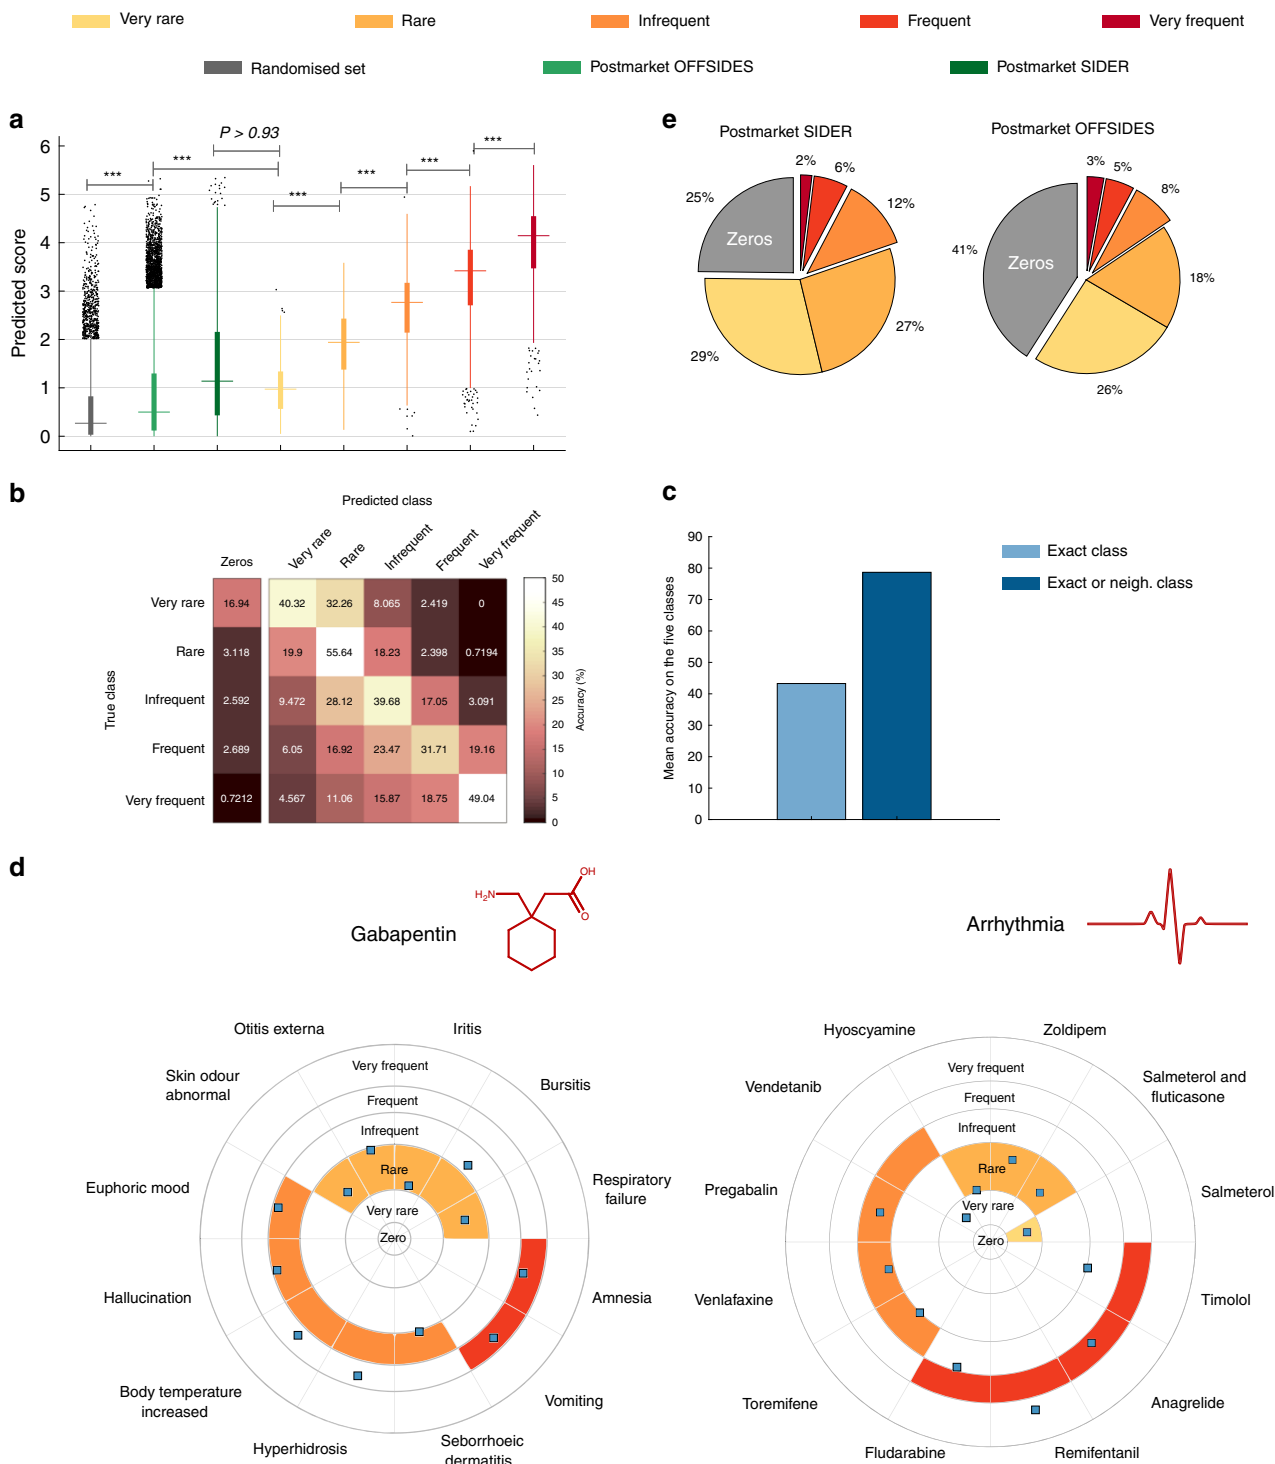 Very rare
Rare
Infrequent
Frequent
Very frequent
Randomised set
Postmarket OFFSIDES
Postmarket SIDER
a
Predicted score
6
5
4
3
2
1
0
***
***
P > 0.93
***
***
***
***
e
Postmarket SIDER
2%
6%
12%
27%
29%
25%
Zeros
Postmarket OFFSIDES
3%
5%
8%
18%
26%
41%
Zeros
b
Predicted class
Zeros
Very rare
Rare
Infrequent
Frequent
Very frequent
True class
Very rare 16.94 40.32 32.26 8.065 2.419 0
Rare 3.118 19.9 55.64 18.23 2.398 0.7194
Infrequent 2.592 9.472 28.12 39.68 17.05 3.091
Frequent 2.689 6.05 16.92 23.47 31.71 19.16
Very frequent 0.7212 4.567 11.06 15.87 18.75 49.04
50
45
40
35
30
25
20
15
10
5
0
Accuracy (%)
c
Mean accuracy on the five classes
90
80
70
60
50
40
30
20
10
0
Exact class
Exact or neigh. class
d
Gabapentin
H2N
OH
O
Otitis externa
Iritis
Skin odour
abnormal
Bursitis
Euphoric mood
Respiratory
failure
Hallucination
Amnesia
Body temperature
increased
Vomiting
Hyperhidrosis
Seborrhoeic
dermatitis
Very frequent
Frequent
Infrequent
Rare
Very rare
Zero
Arrhythmia
Hyoscyamine
Zoldipem
Vendetanib
Salmeterol and
fluticasone
Pregabalin
Salmeterol
Venlafaxine
Timolol
Toremifene
Anagrelide
Fludarabine
Remifentanil
Very frequent
Frequent
Infrequent
Rare
Very rare
Zero